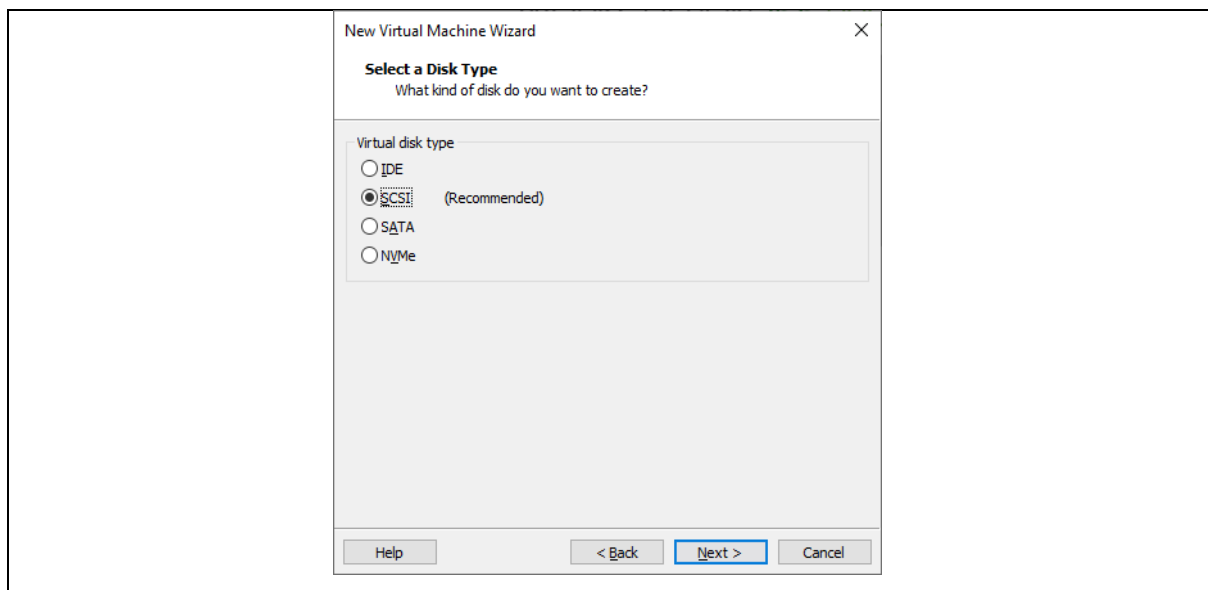 New Virtual Machine Wizard
Select a Disk Type
What kind of disk do you want to create?
Virtual disk type
IDE
SCSI (Recommended)
SATA
NVMe
Help < Back Next > Cancel